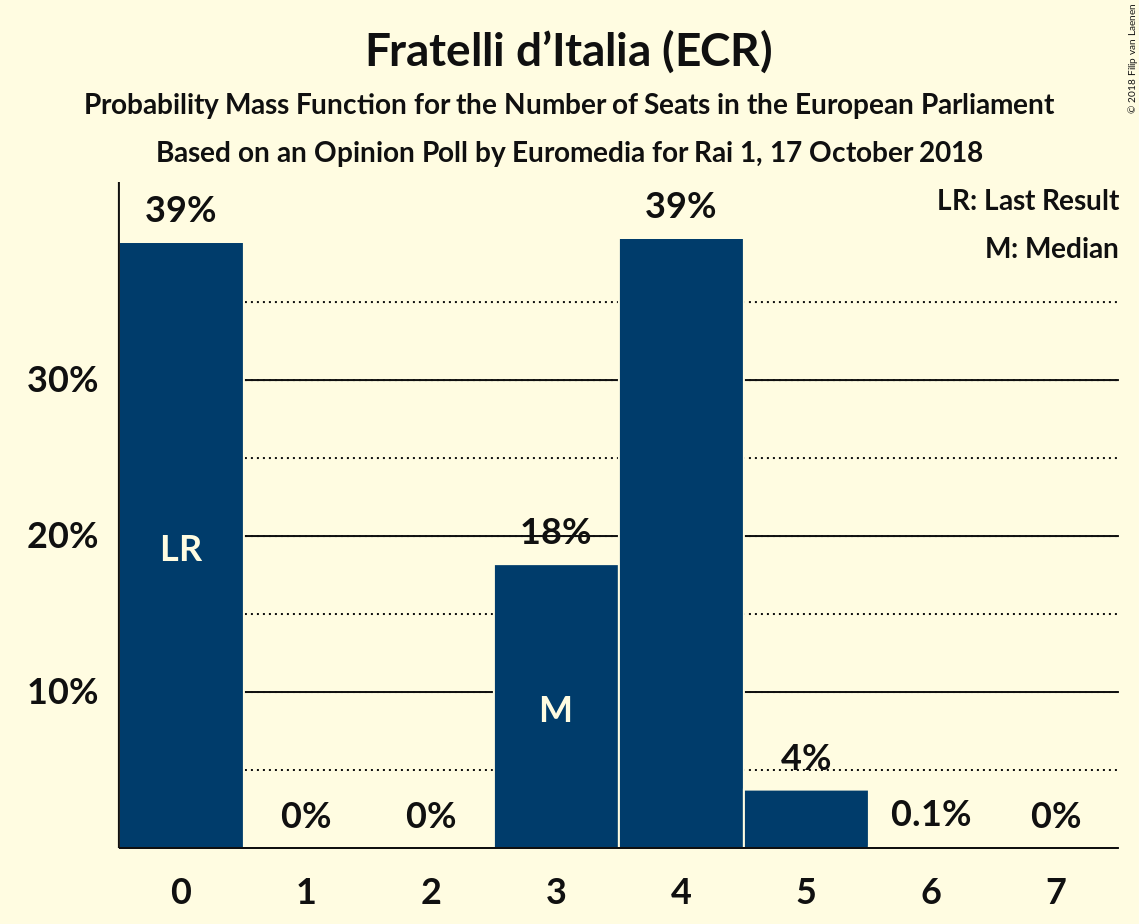 Fratelli d’Italia (ECR)
Probability Mass Function for the Number of Seats in the European Parliament
Based on an Opinion Poll by Euromedia for Rai 1, 17 October 2018
© 2018 Filip van Laenen
LR: Last Result
M: Median
39%
0%
0%
18%
39%
4%
0.1%
0%
LR
M
30%
20%
10%
0
1
2
3
4
5
6
7